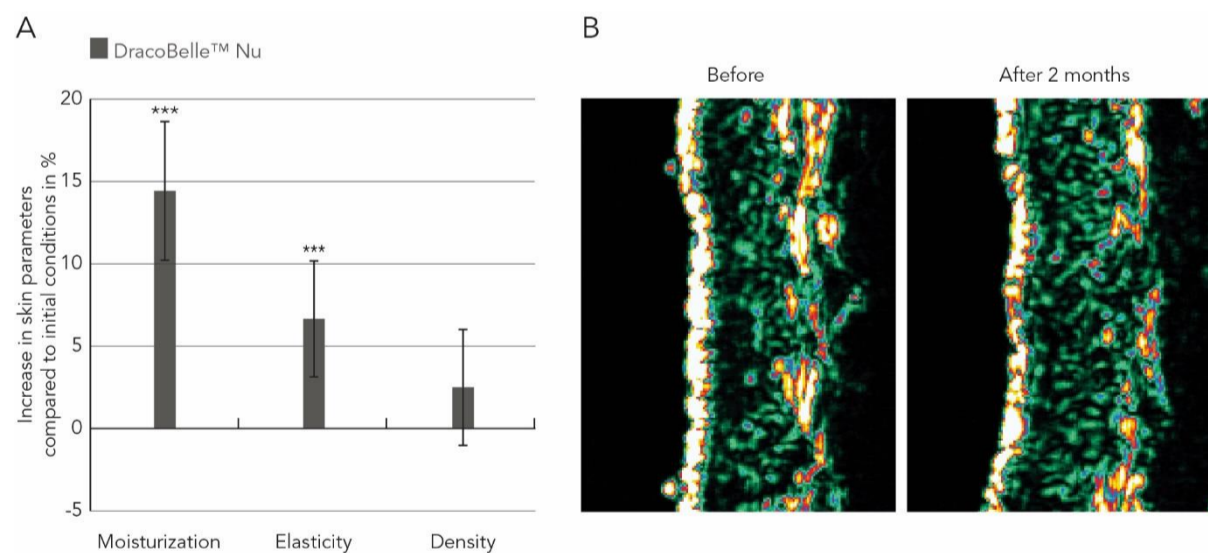 A
DracoBelle™ Nu
Increase in skin parameters
compared to initial conditions in %
20
15
10
5
0
-5
***
***
Moisturization
Elasticity
Density
B
Before
After 2 months